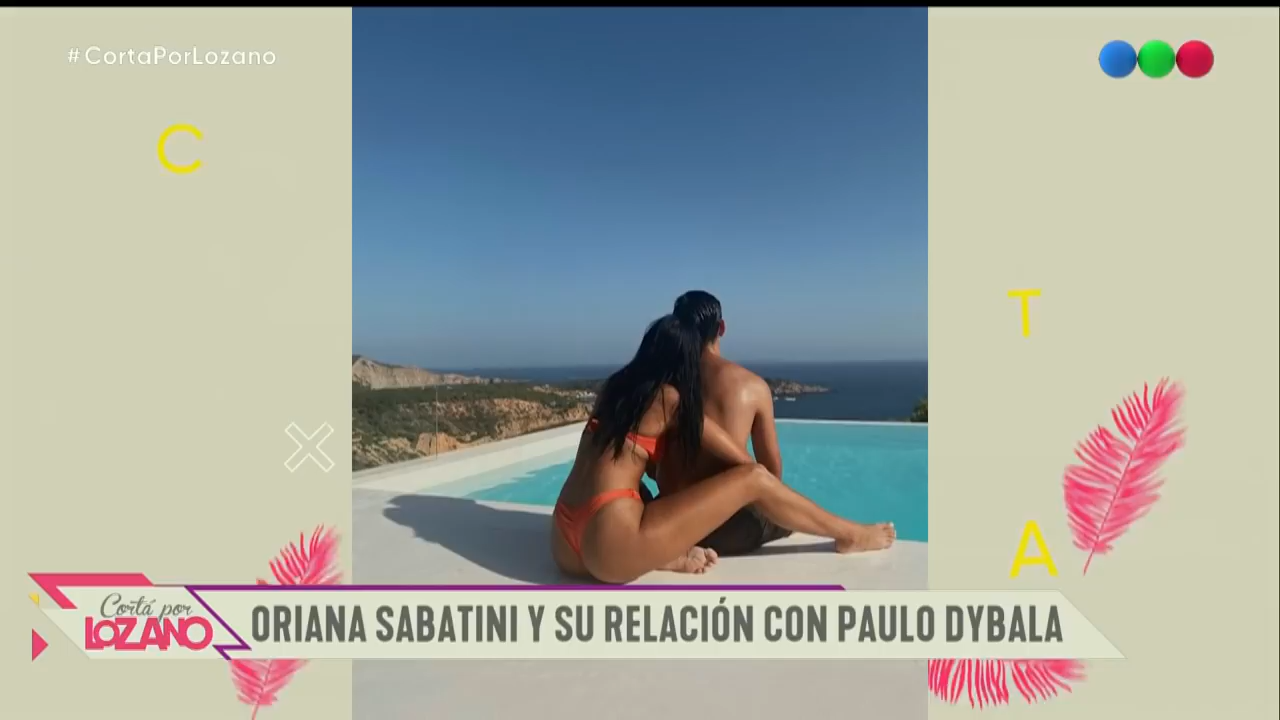 #CortaPorLozano
C
T
A
Cortá por
LOZANO
ORIANA SABATINI Y SU RELACIÓN CON PAULO DYBALA